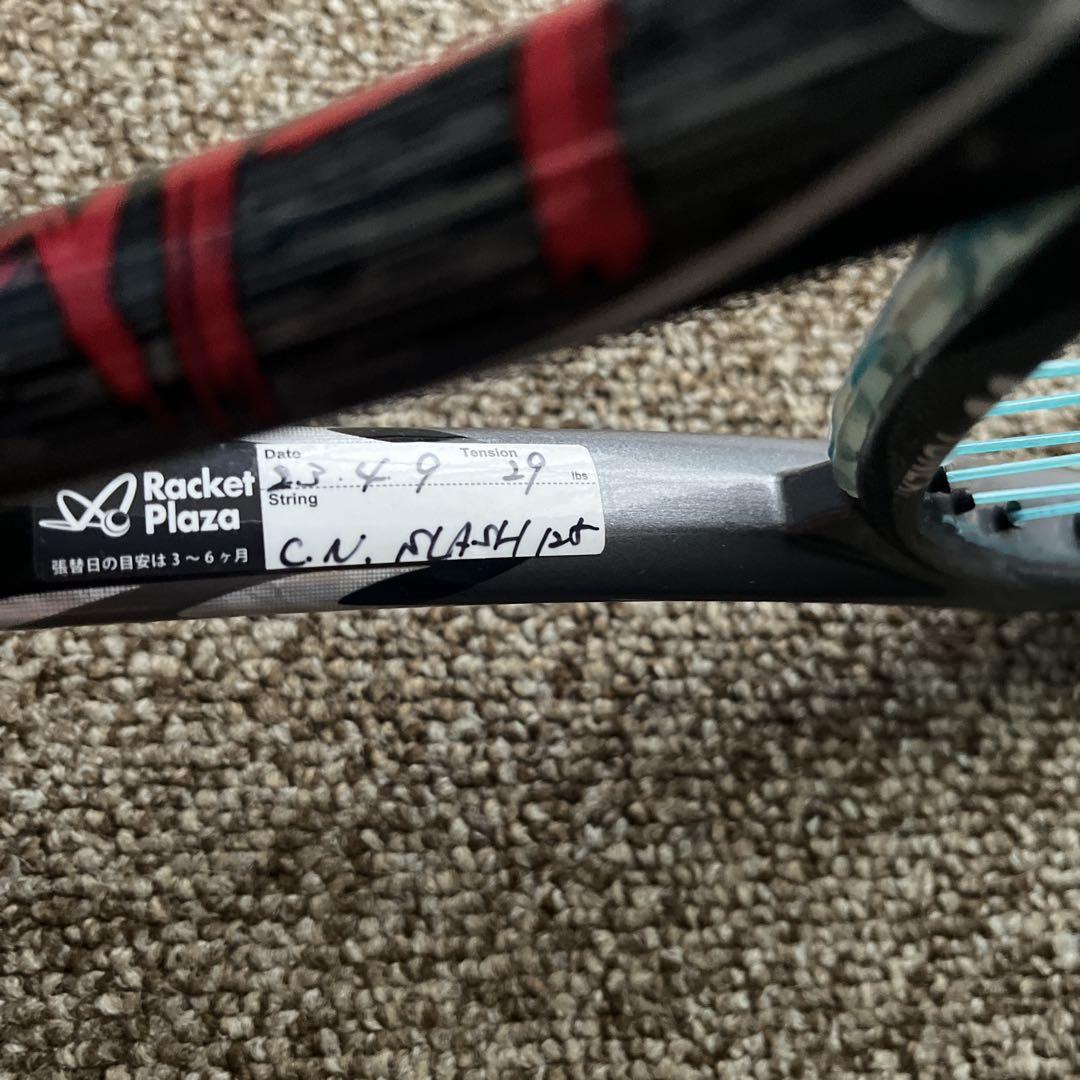 Racket
Plaza
張替日の目安は3〜6ヶ月
Date
23.4.9
Tension
29 lbs
String
C.N. SLASH 125
YONEX